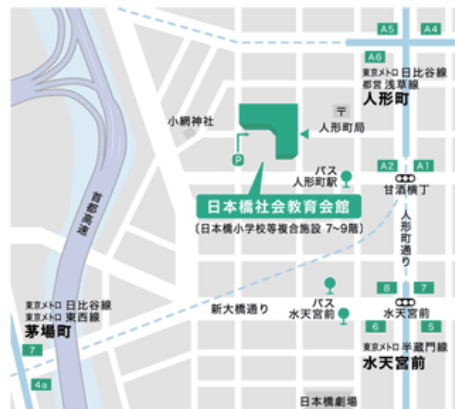 A5
A4
A6
東京メトロ 日比谷線
都営 浅草線
人形町
〒
人形町局
小網神社
P
バス
人形町駅
A2
A1
甘酒横丁
日本橋社会教育会館
(日本橋小学校等複合施設 7~9階)
首都高速
人形町通り
東京メトロ 日比谷線
東京メトロ 東西線
茅場町
7
4a
新大橋通り
バス
水天宮前
8
7
水天宮前
6
5
東京メトロ 半蔵門線
水天宮前
日本橋劇場